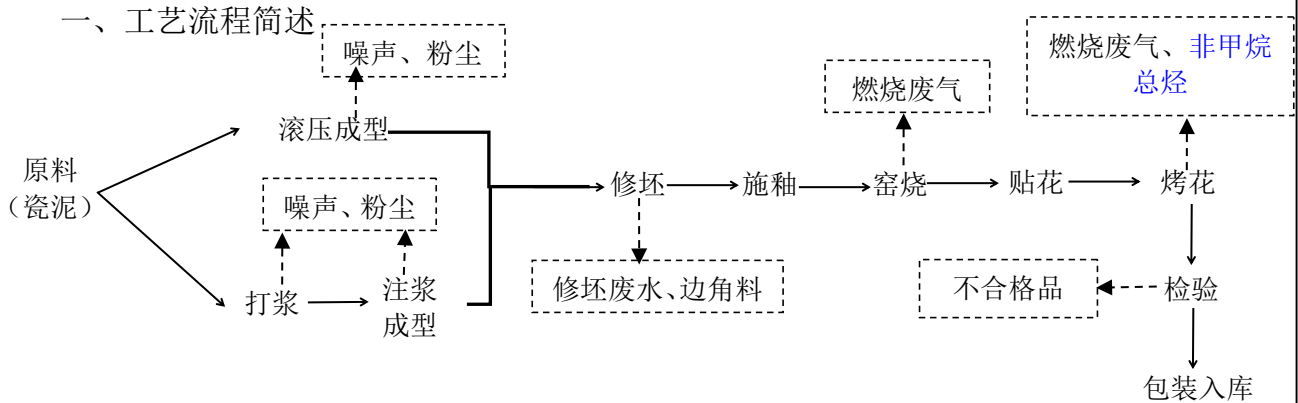 一、工艺流程简述
噪声、粉尘
燃烧废气、非甲烷
总烃
燃烧废气
滚压成型
原料
（瓷泥）
噪声、粉尘
修坯
施釉
窑烧
贴花
烤花
打浆
注浆
成型
修坯废水、边角料
不合格品
检验
包装入库